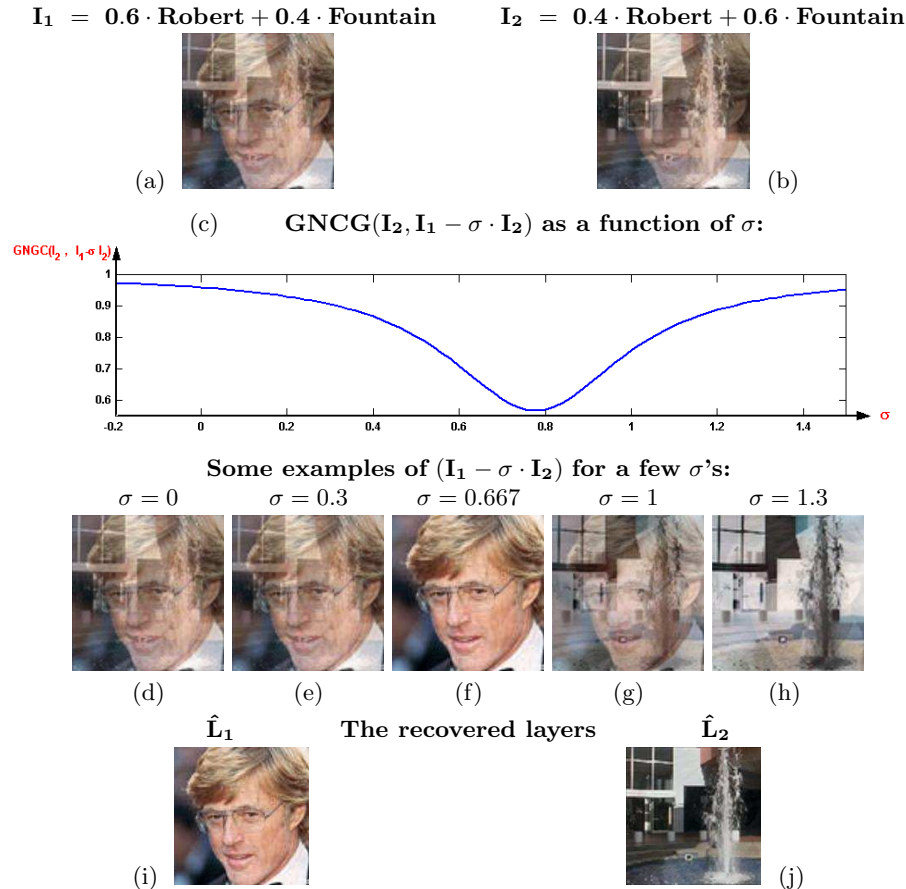 I₁ = 0.6 · Robert + 0.4 · Fountain
I₂ = 0.4 · Robert + 0.6 · Fountain
(a)
(b)
(c) GNCG(I₂, I₁ − σ · I₂) as a function of σ:
GNGC(I₂ , I₁-σ I₂)
1
0.9
0.8
0.7
0.6
-0.2 0 0.2 0.4 0.6 0.8 1 1.2 1.4
σ
Some examples of (I₁ − σ · I₂) for a few σ's:
σ = 0 σ = 0.3 σ = 0.667 σ = 1 σ = 1.3
(d) (e) (f) (g) (h)
L̂₁ The recovered layers L̂₂
(i) (j)